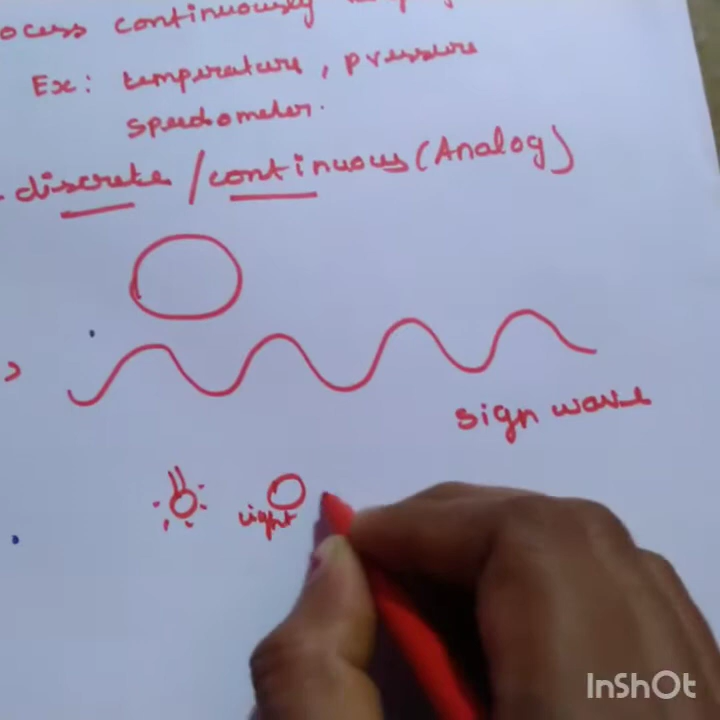 ocess continuously
Ex: temperature, pressure
speedometer.
discrete / continuous (Analog)
sign wave
light
InShOt